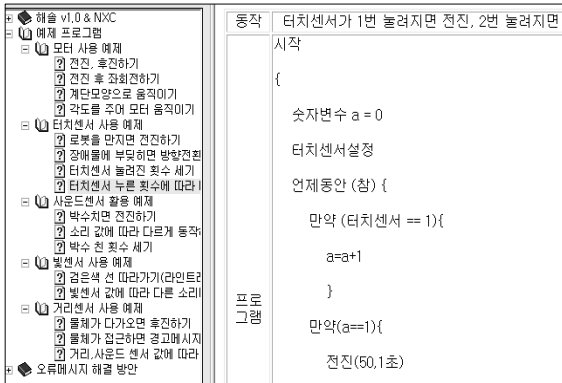 해솔 v1.0 & NXC
예제 프로그램
모터 사용 예제
전진, 후진하기
전진 후 좌회전하기
계단모양으로 움직이기
각도를 주어 모터 움직이기
터치센서 사용 예제
로봇을 만지면 전진하기
장애물에 부딪히면 방향전환
터치센서 눌려진 횟수 세기
터치센서 누른 횟수에 따라
사운드센서 활용 예제
박수치면 전진하기
소리 값에 따라 다르게 동작
박수 친 횟수 세기
빛센서 사용 예제
검은색 선 따라가기(라인트
빛센서 값에 따라 다른 소리
거리센서 사용 예제
물체가 다가오면 후진하기
물체가 접근하면 경고메시지
거리,사운드 센서 값에 따라
오류메시지 해결 방안
동작 터치센서가 1번 눌려지면 전진, 2번 눌려지면
프로그램
시작
{
숫자변수 a = 0
터치센서설정
언제동안 (참) {
만약 (터치센서 == 1){
a=a+1
}
만약(a==1){
전진(50,1초)